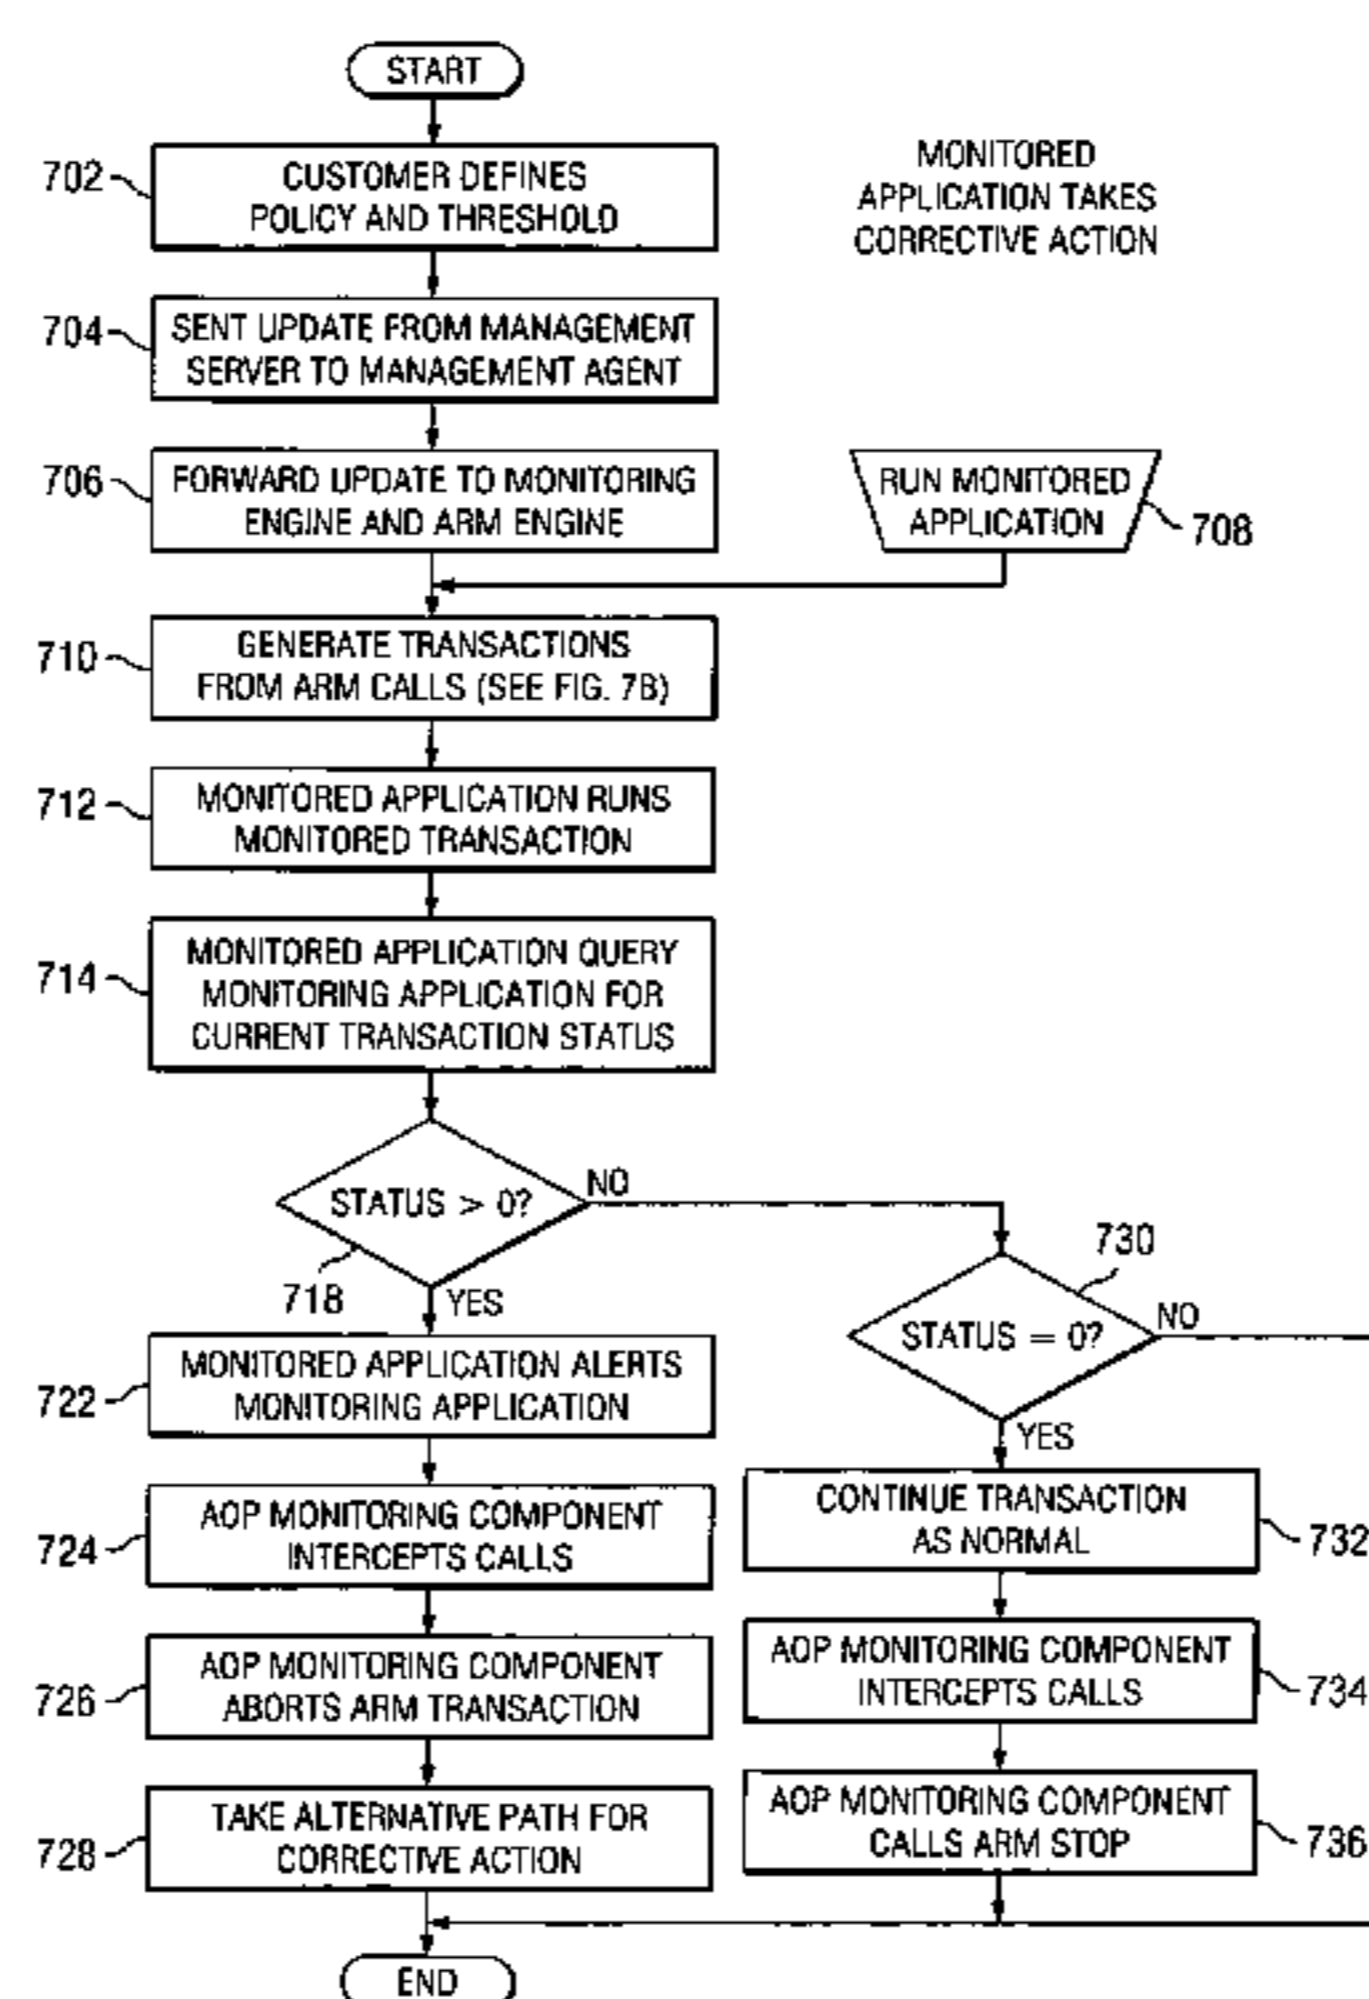 START
702
CUSTOMER DEFINES
POLICY AND THRESHOLD
MONITORED
APPLICATION TAKES
CORRECTIVE ACTION
704
SENT UPDATE FROM MANAGEMENT
SERVER TO MANAGEMENT AGENT
706
FORWARD UPDATE TO MONITORING
ENGINE AND ARM ENGINE
RUN MONITORED
APPLICATION
708
710
GENERATE TRANSACTIONS
FROM ARM CALLS (SEE FIG. 7B)
712
MONITORED APPLICATION RUNS
MONITORED TRANSACTION
714
MONITORED APPLICATION QUERY
MONITORING APPLICATION FOR
CURRENT TRANSACTION STATUS
STATUS > 0?
NO
718
YES
730
STATUS = 0?
NO
YES
722
MONITORED APPLICATION ALERTS
MONITORING APPLICATION
724
AOP MONITORING COMPONENT
INTERCEPTS CALLS
726
AOP MONITORING COMPONENT
ABORTS ARM TRANSACTION
728
TAKE ALTERNATIVE PATH FOR
CORRECTIVE ACTION
CONTINUE TRANSACTION
AS NORMAL
732
AOP MONITORING COMPONENT
INTERCEPTS CALLS
734
AOP MONITORING COMPONENT
CALLS ARM STOP
736
END